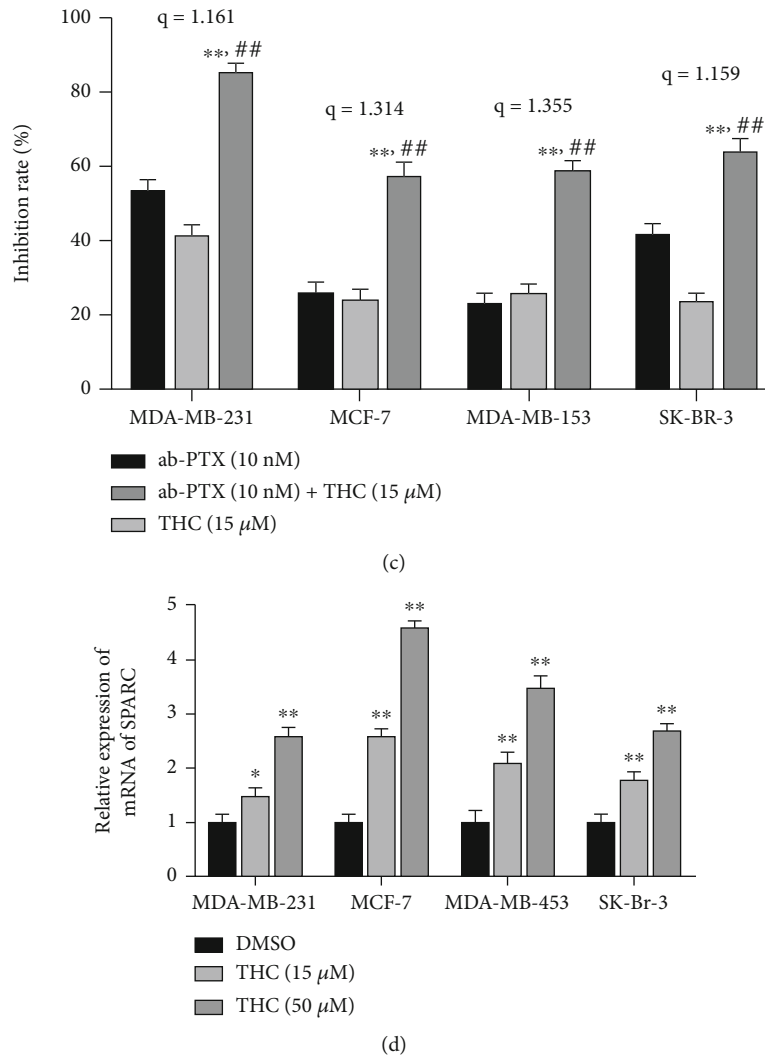 100
80
60
40
20
0
Inhibition rate (%)
q = 1.161
**, ##
q = 1.314
**, ##
q = 1.355
**, ##
q = 1.159
**, ##
MDA-MB-231 MCF-7 MDA-MB-153 SK-BR-3
ab-PTX (10 nM)
ab-PTX (10 nM) + THC (15 μM)
THC (15 μM)
(c)
5
4
3
2
1
0
Relative expression of
mRNA of SPARC
*
**
**
**
**
**
**
**
MDA-MB-231 MCF-7 MDA-MB-453 SK-Br-3
DMSO
THC (15 μM)
THC (50 μM)
(d)